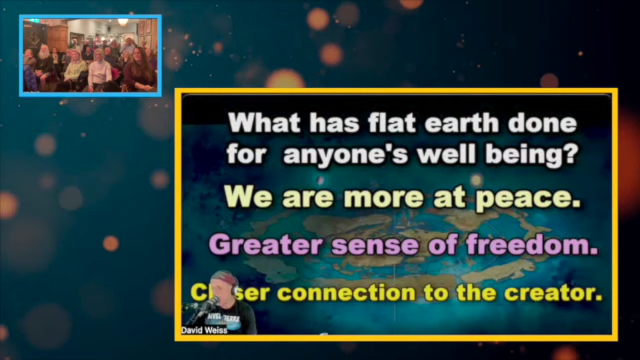 What has flat earth done
for anyone's well being?
We are more at peace.
Greater sense of freedom.
Closer connection to the creator.
David Weiss